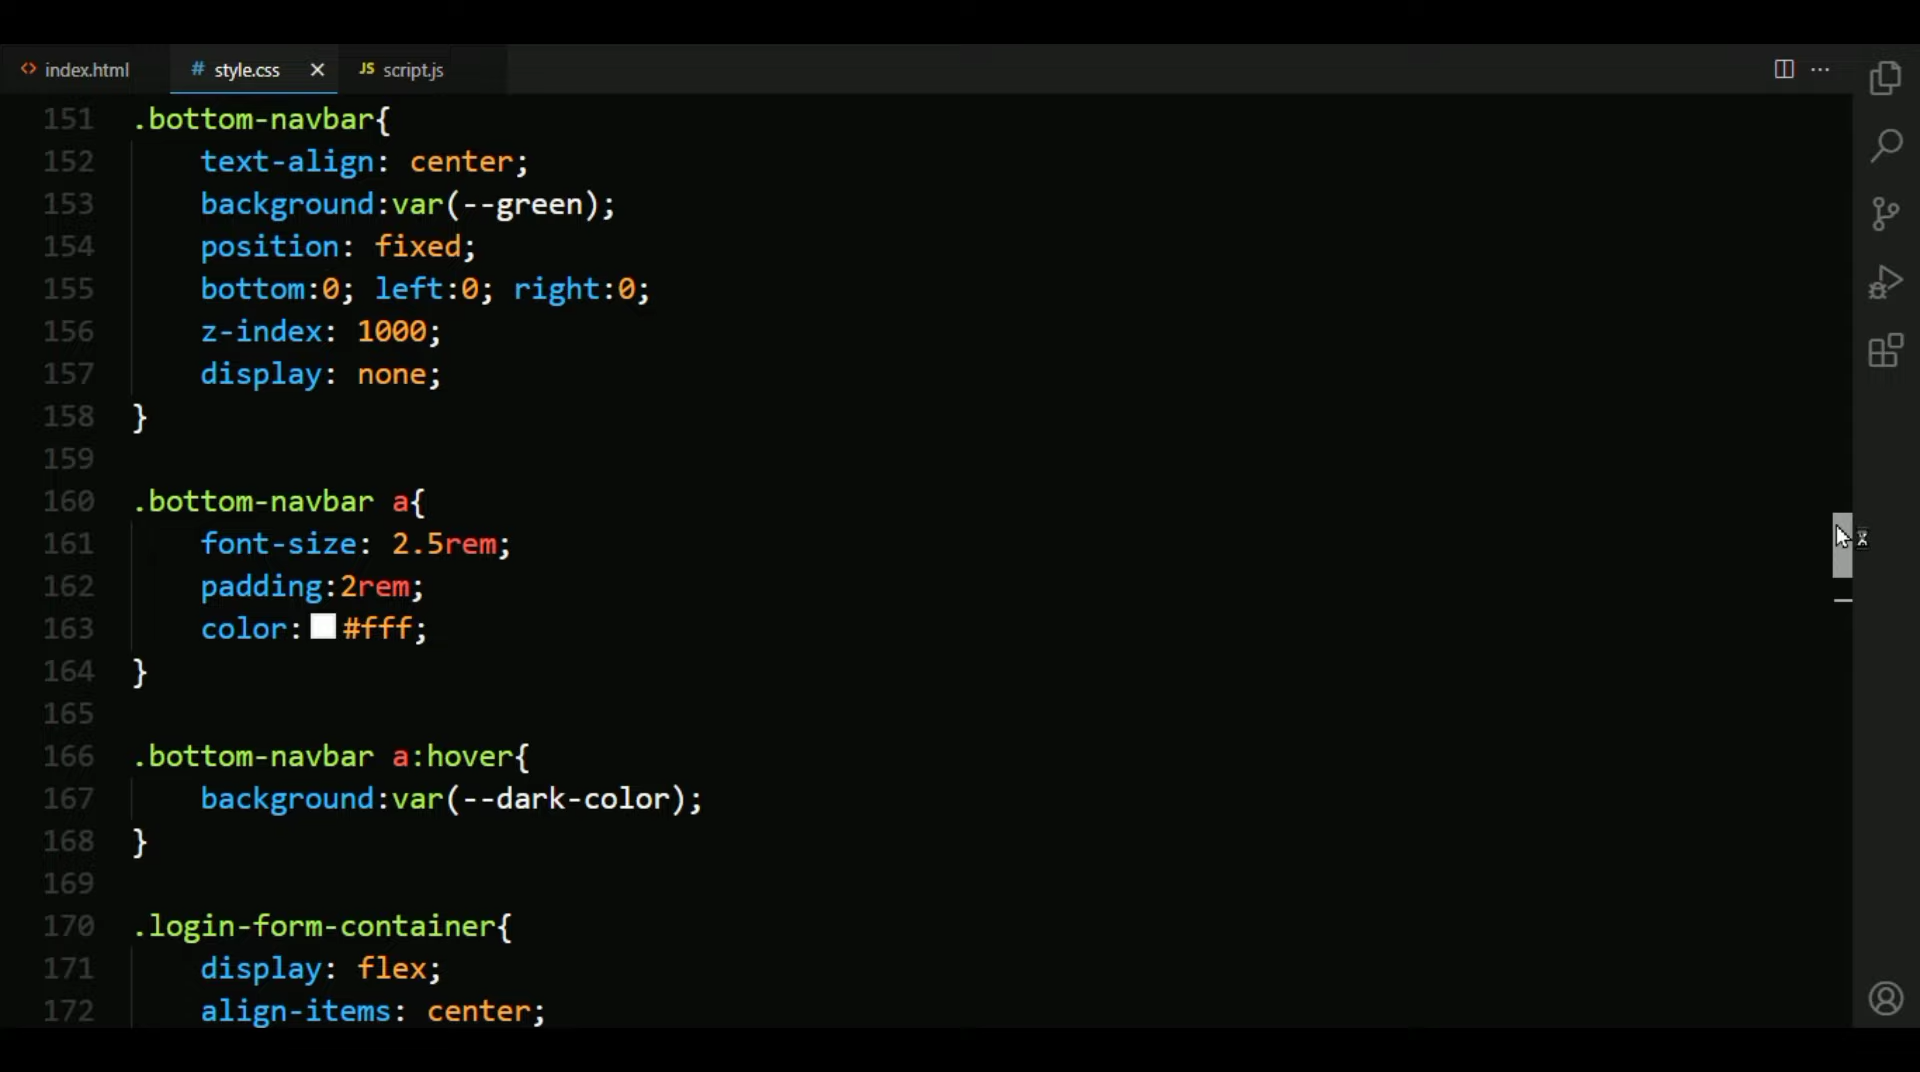 index.html
# style.css
JS script.js
151 .bottom-navbar{
152 text-align: center;
153 background:var(--green);
154 position: fixed;
155 bottom:0; left:0; right:0;
156 z-index: 1000;
157 display: none;
158 }
159
160 .bottom-navbar a{
161 font-size: 2.5rem;
162 padding:2rem;
163 color:#fff;
164 }
165
166 .bottom-navbar a:hover{
167 background:var(--dark-color);
168 }
169
170 .login-form-container{
171 display: flex;
172 align-items: center;